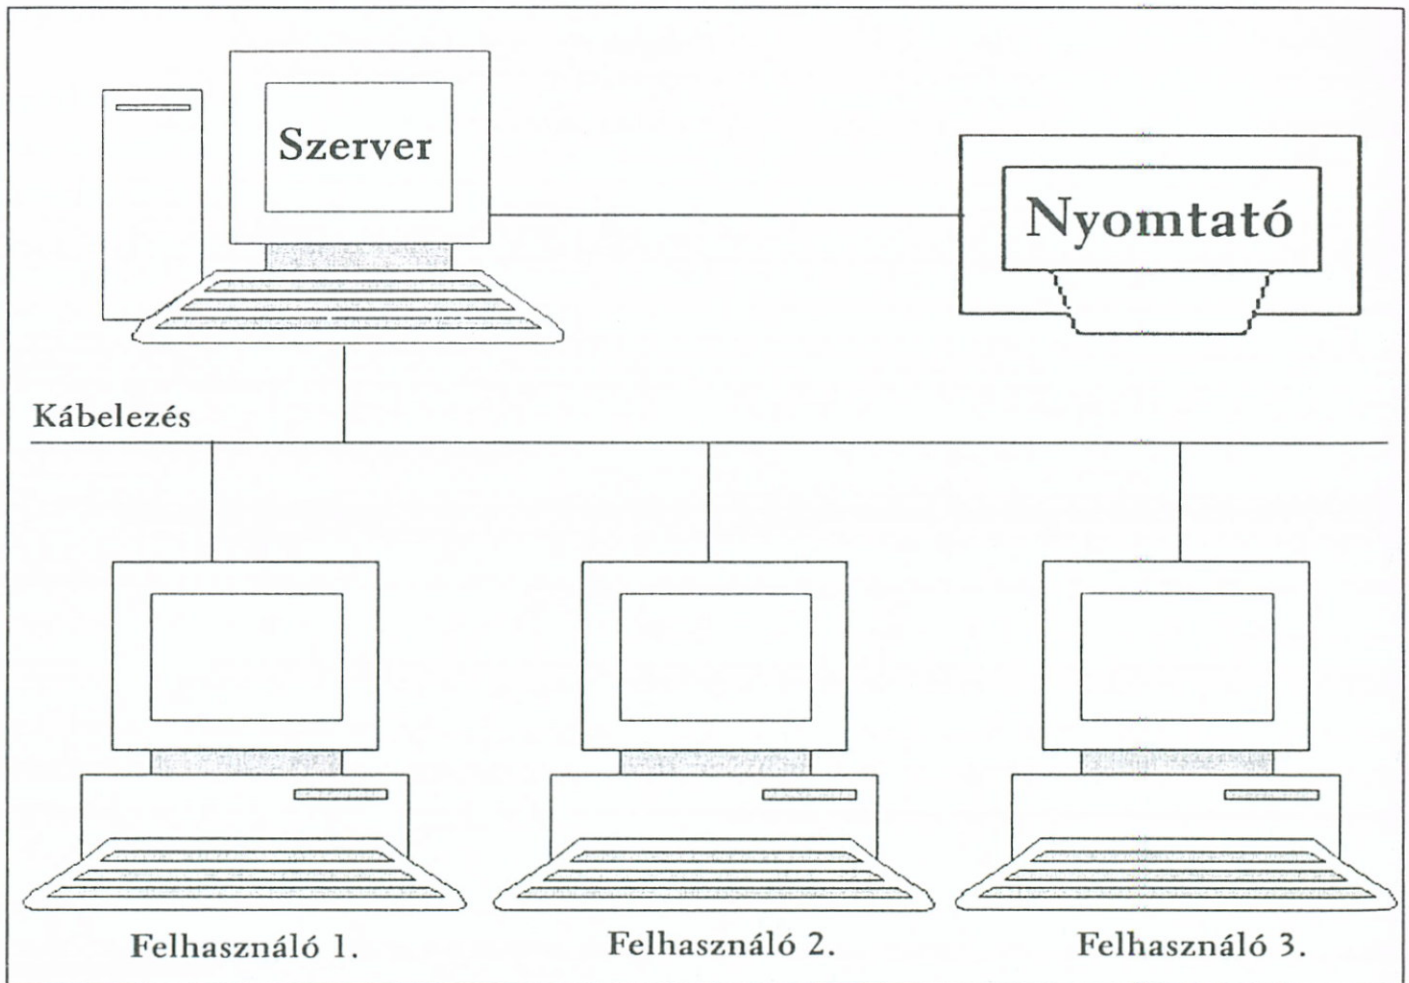 Szerver
Nyomtató
Kábelezés
Felhasználó 1.
Felhasználó 2.
Felhasználó 3.